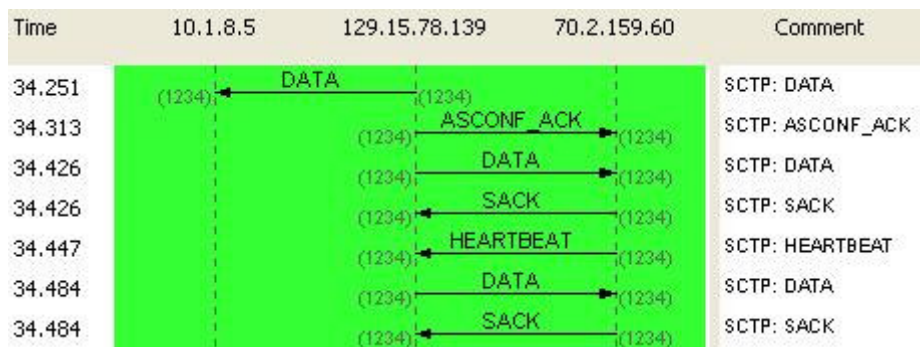 Time 10.1.8.5 129.15.78.139 70.2.159.60 Comment
34.251 (1234) DATA (1234) SCTP: DATA
34.313 (1234) ASCONF_ACK (1234) SCTP: ASCONF_ACK
34.426 (1234) DATA (1234) SCTP: DATA
34.426 (1234) SACK (1234) SCTP: SACK
34.447 (1234) HEARTBEAT (1234) SCTP: HEARTBEAT
34.484 (1234) DATA (1234) SCTP: DATA
34.484 (1234) SACK (1234) SCTP: SACK